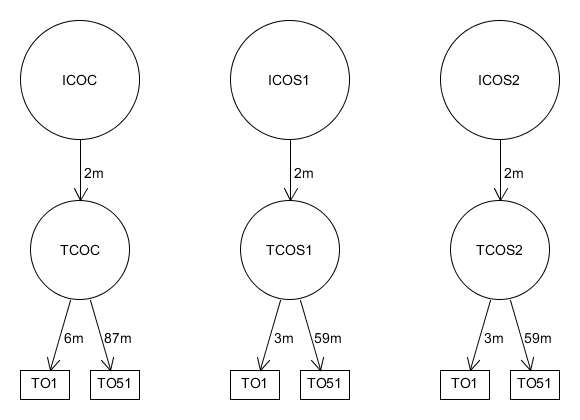 ICOC
ICOS1
ICOS2
2m
2m
2m
TCOC
TCOS1
TCOS2
6m
87m
3m
59m
3m
59m
TO1
TO51
TO1
TO51
TO1
TO51